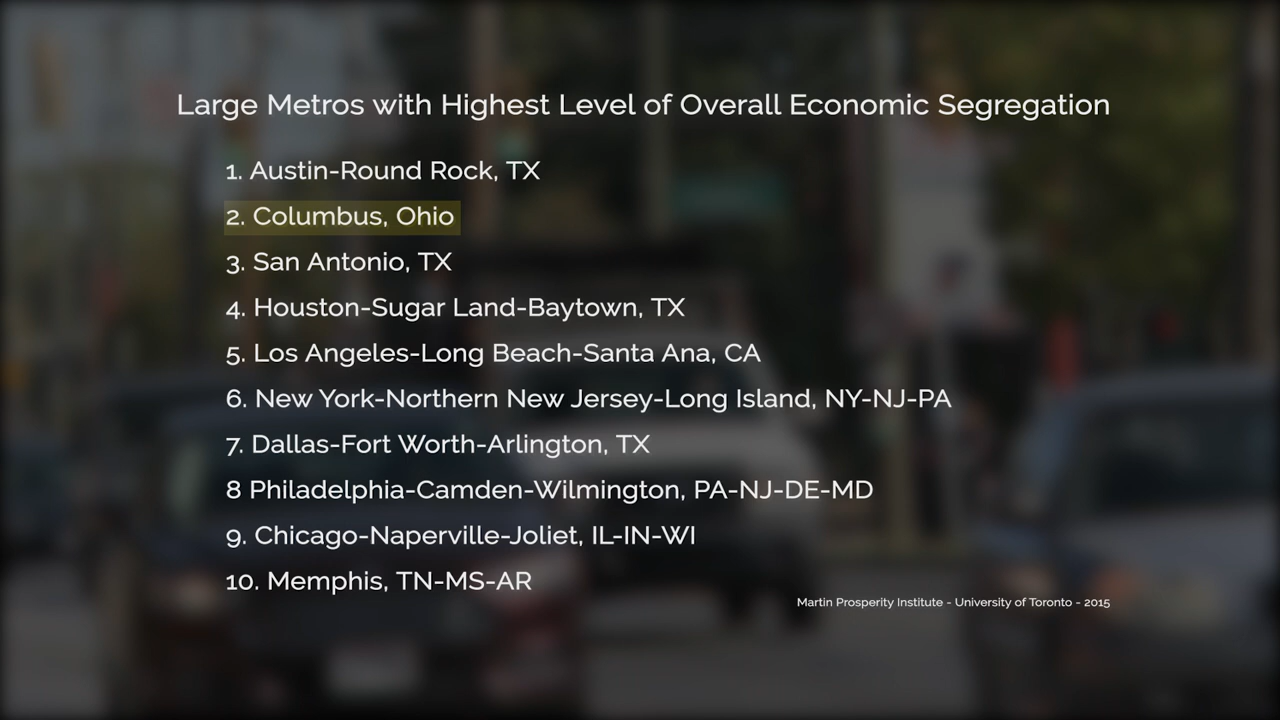 Large Metros with Highest Level of Overall Economic Segregation
1. Austin-Round Rock, TX
2. Columbus, Ohio
3. San Antonio, TX
4. Houston-Sugar Land-Baytown, TX
5. Los Angeles-Long Beach-Santa Ana, CA
6. New York-Northern New Jersey-Long Island, NY-NJ-PA
7. Dallas-Fort Worth-Arlington, TX
8 Philadelphia-Camden-Wilmington, PA-NJ-DE-MD
9. Chicago-Naperville-Joliet, IL-IN-WI
10. Memphis, TN-MS-AR
Martin Prosperity Institute - University of Toronto - 2015